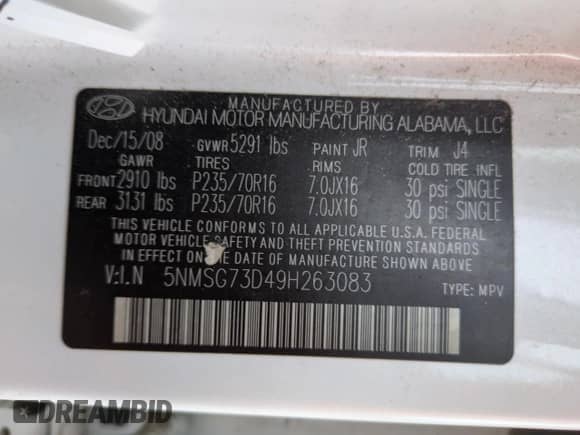 MANUFACTURED BY
HYUNDAI MOTOR MANUFACTURING ALABAMA, LLC
Dec/15/08 GVWR 5291 lbs PAINT JR TRIM J4
GAWR TIRES RIMS COLD TIRE INFL
FRONT 2910 lbs P235/70R16 7.0JX16 30 psi SINGLE
REAR 3131 lbs P235/70R16 7.0JX16 30 psi SINGLE
THIS VEHICLE CONFORMS TO ALL APPLICABLE U.S.A. FEDERAL
MOTOR VEHICLE SAFETY AND THEFT PREVENTION STANDARDS
IN EFFECT ON THE DATE OF MANUFACTURE SHOWN ABOVE.
V.I.N 5NMSG73D49H263083 TYPE: MPV
DREAMBID